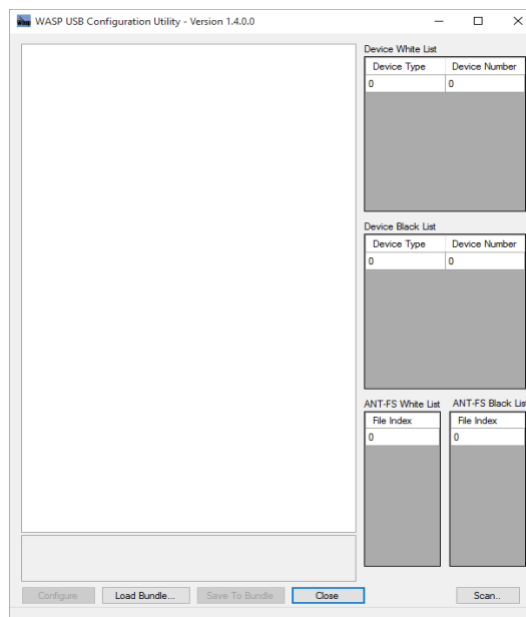 WASP USB Configuration Utility - Version 1.4.0.0
Device White List
Device Type Device Number
0 0
Device Black List
Device Type Device Number
0 0
ANT-FS White List ANT-FS Black List
File Index File Index
0 0
Configure Load Bundle... Save To Bundle Close Scan..